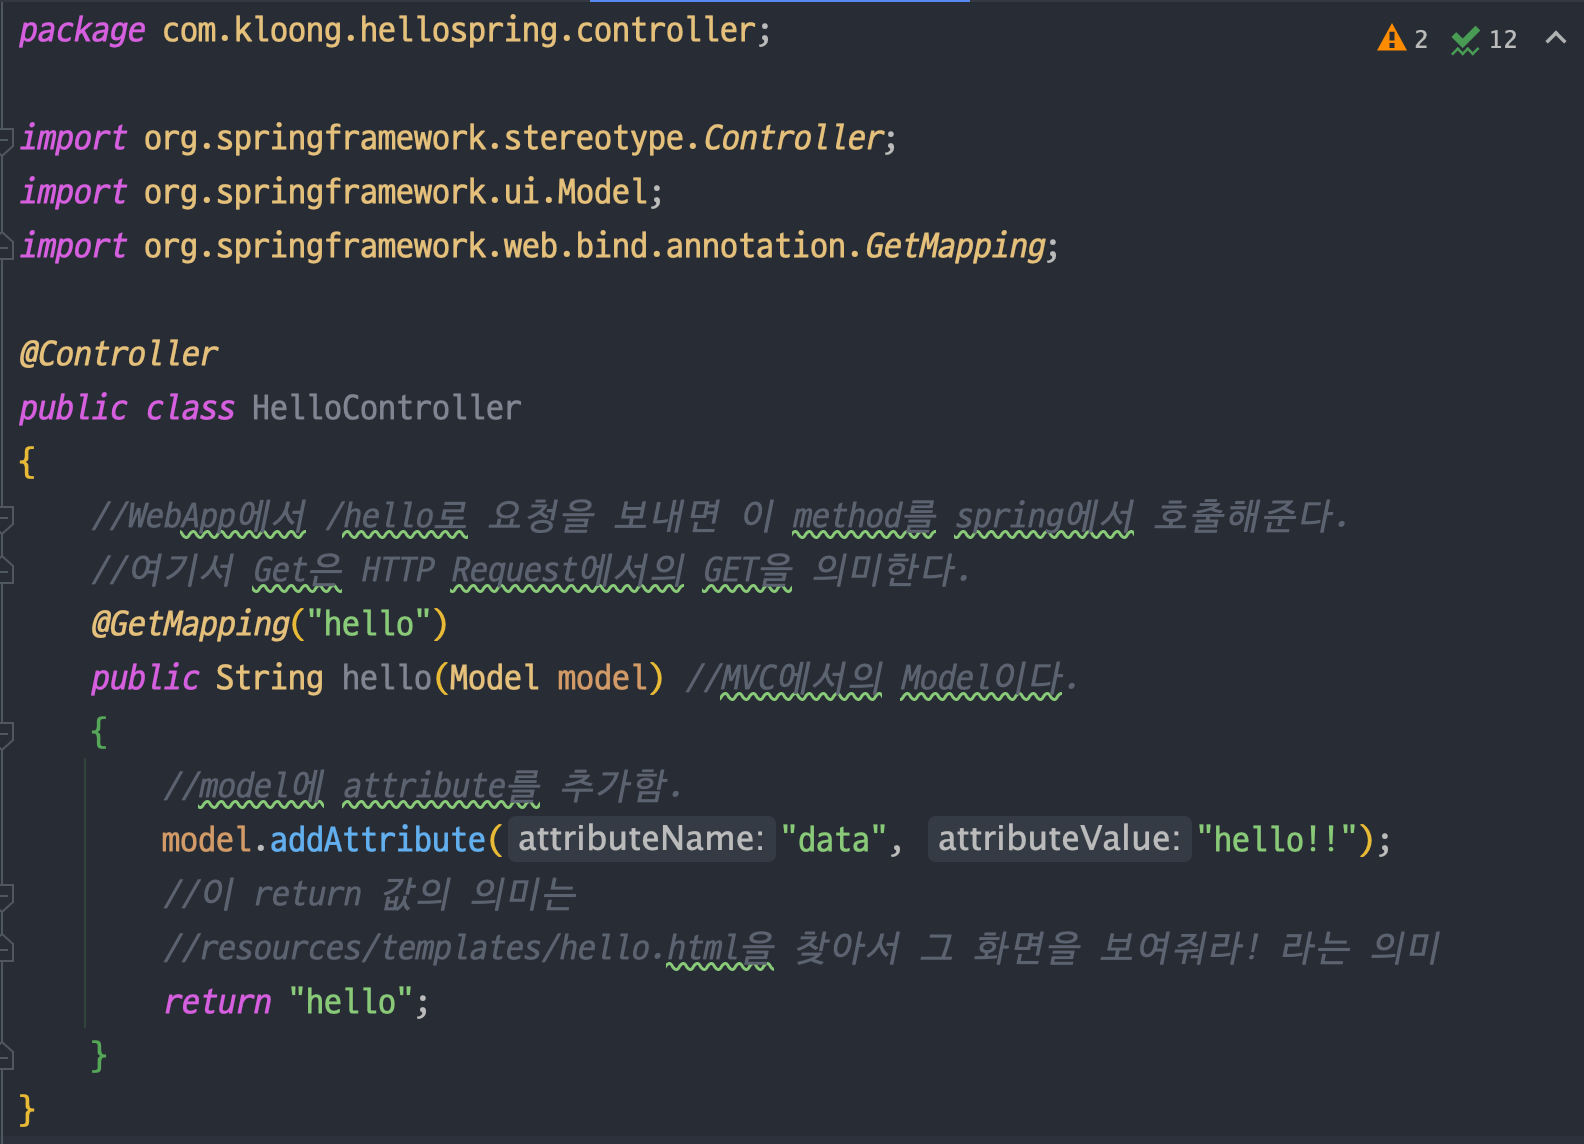 package com.kloong.hellospring.controller;
2 12
import org.springframework.stereotype.Controller;
import org.springframework.ui.Model;
import org.springframework.web.bind.annotation.GetMapping;
@Controller
public class HelloController
{
//WebApp에서 /hello로 요청을 보내면 이 method를 spring에서 호출해준다.
//여기서 Get은 HTTP Request에서의 GET을 의미한다.
@GetMapping("hello")
public String hello(Model model) //MVC에서의 Model이다.
{
//model에 attribute를 추가함.
model.addAttribute( attributeName: "data", attributeValue: "hello!!");
//이 return 값의 의미는
//resources/templates/hello.html을 찾아서 그 화면을 보여줘라! 라는 의미
return "hello";
}
}